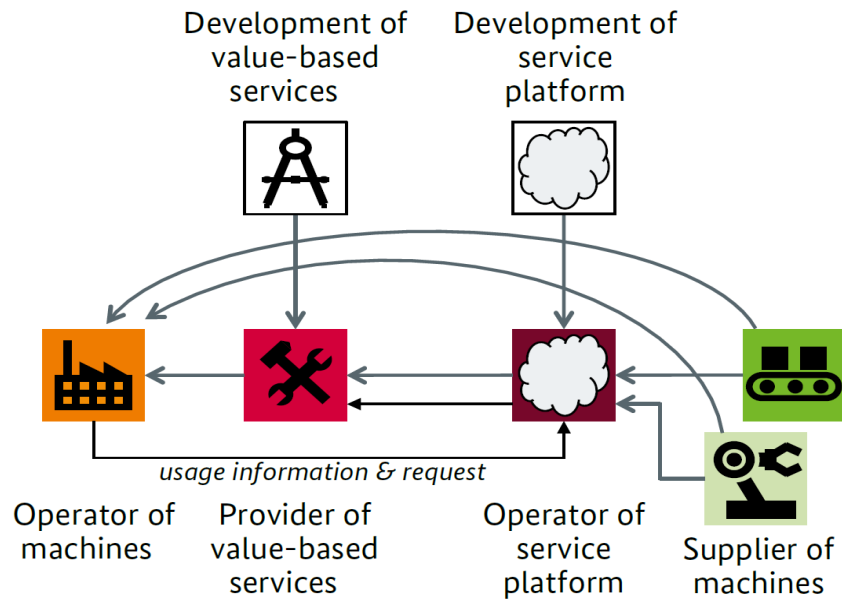 Development of
value-based
services
Development of
service
platform
usage information & request
Operator of
machines
Provider of
value-based
services
Operator of
service
platform
Supplier of
machines